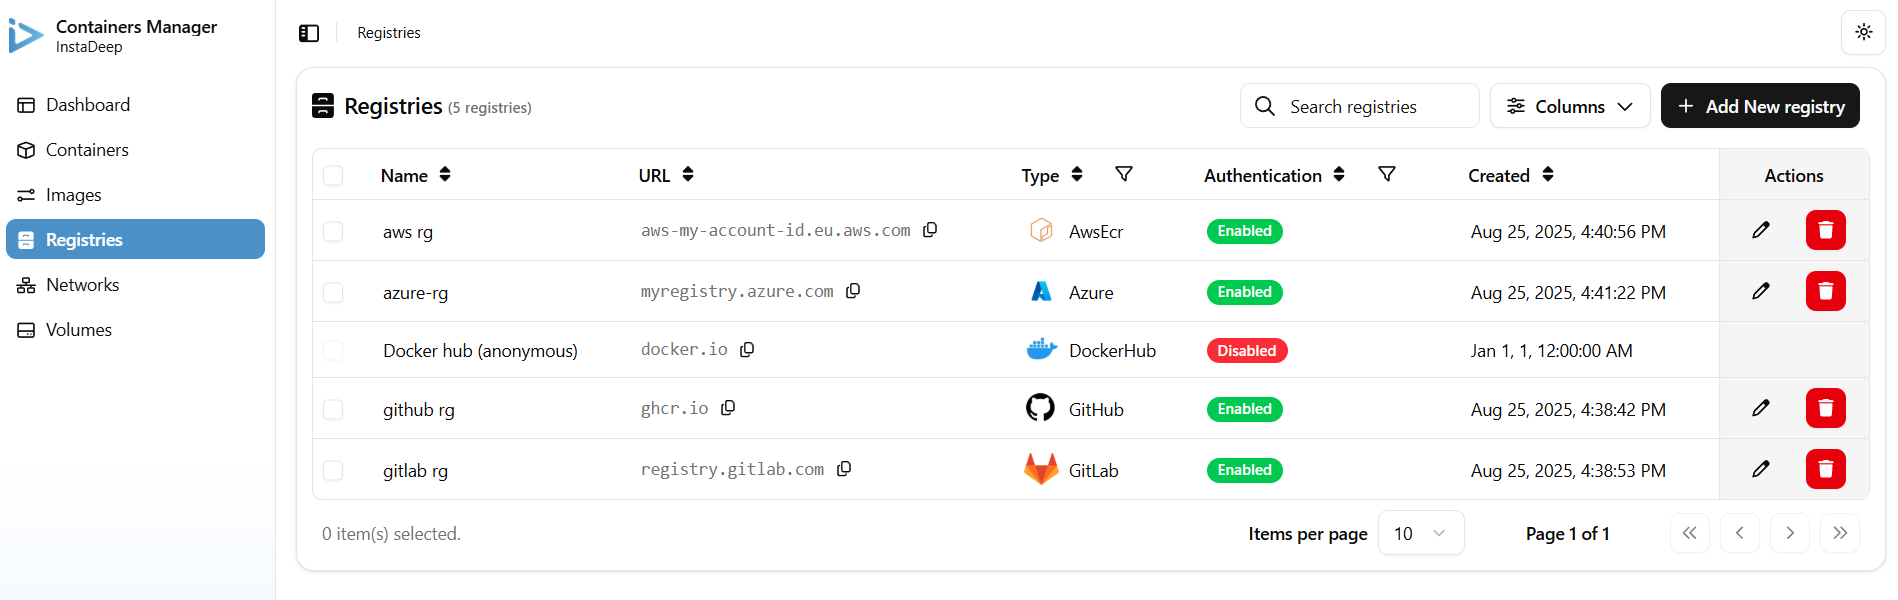 Containers Manager
InstaDeep
Dashboard
Containers
Images
Registries
Networks
Volumes
Registries
Registries (5 registries)
Search registries
Columns
Add New registry
Name URL Type Authentication Created Actions
aws rg aws-my-account-id.eu.aws.com AwsEcr Enabled Aug 25, 2025, 4:40:56 PM
azure-rg myregistry.azure.com Azure Enabled Aug 25, 2025, 4:41:22 PM
Docker hub (anonymous) docker.io DockerHub Disabled Jan 1, 1, 12:00:00 AM
github rg ghcr.io GitHub Enabled Aug 25, 2025, 4:38:42 PM
gitlab rg registry.gitlab.com GitLab Enabled Aug 25, 2025, 4:38:53 PM
0 item(s) selected.
Items per page 10 Page 1 of 1